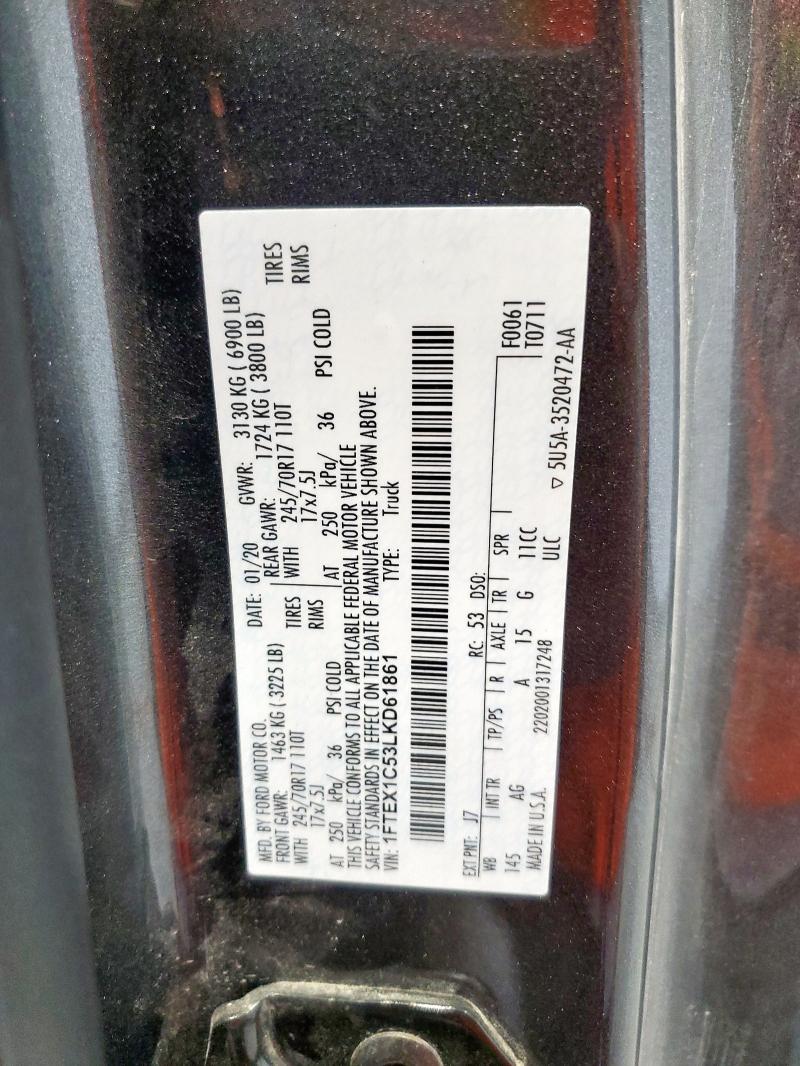 MFD. BY FORD MOTOR CO.
DATE: 01/20 GVWR: 3130 KG ( 6900 LB)
FRONT GAWR: 1463 KG ( 3225 LB) REAR GAWR: 1724 KG ( 3800 LB)
WITH 245/70R17 110T TIRES WITH 245/70R17 110T TIRES
17x7.5J RIMS 17x7.5J RIMS
AT 250 kPa/ 36 PSI COLD AT 250 kPa/ 36 PSI COLD
THIS VEHICLE CONFORMS TO ALL APPLICABLE FEDERAL MOTOR VEHICLE
SAFETY STANDARDS IN EFFECT ON THE DATE OF MANUFACTURE SHOWN ABOVE.
VIN: 1FTEX1C53LKD61861 TYPE: Truck
EXT PNT: J7 RC: 53 DSO:
WB INT TR TP/PS R AXLE TR SPR F0061
145 AG A 15 G 11CC T0711
MADE IN U.S.A. 2202001317248 ULC
▽ 5U5A-3520472-AA